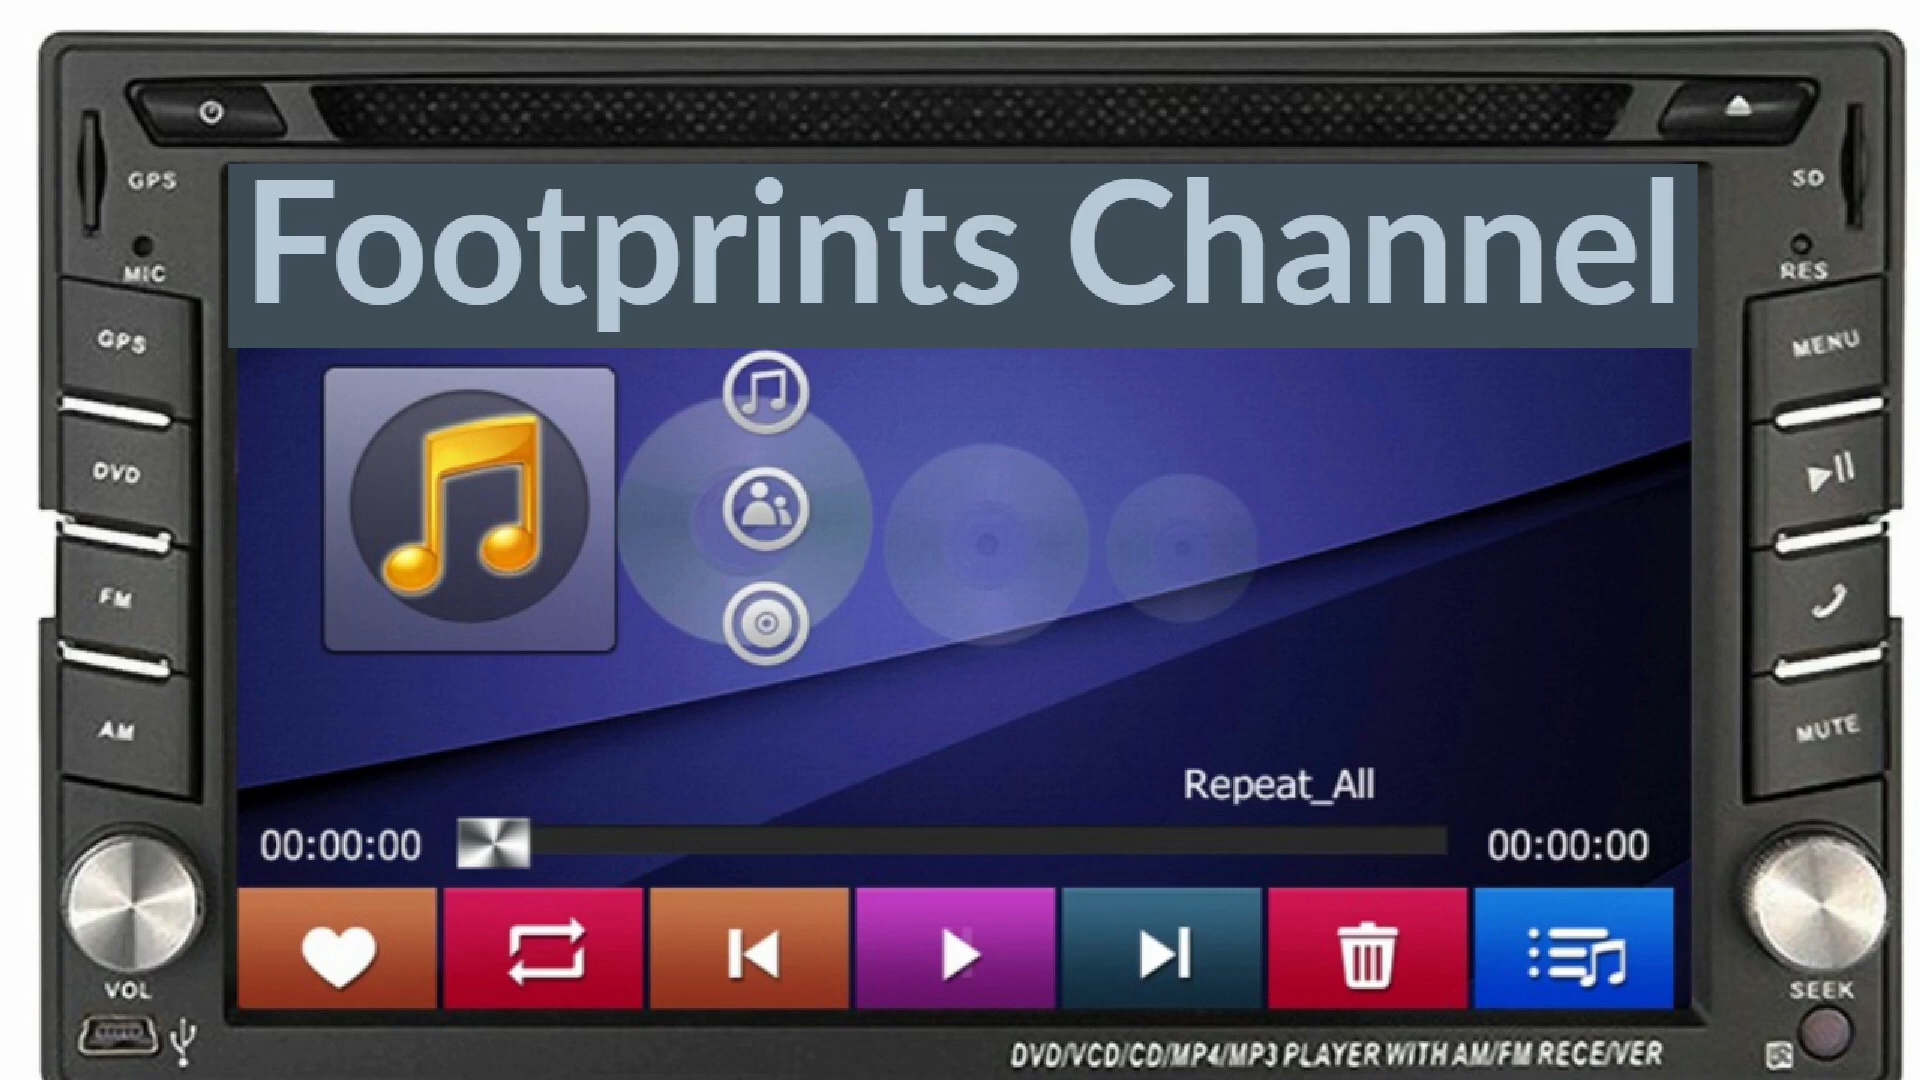 GPS
SD
Footprints Channel
MIC
RES
GPS
MENU
DVD
FM
AM
MUTE
Repeat_All
00:00:00
00:00:00
VOL
SEEK
DVD/VCD/CD/MP4/MP3 PLAYER WITH AM/FM RECEIVER